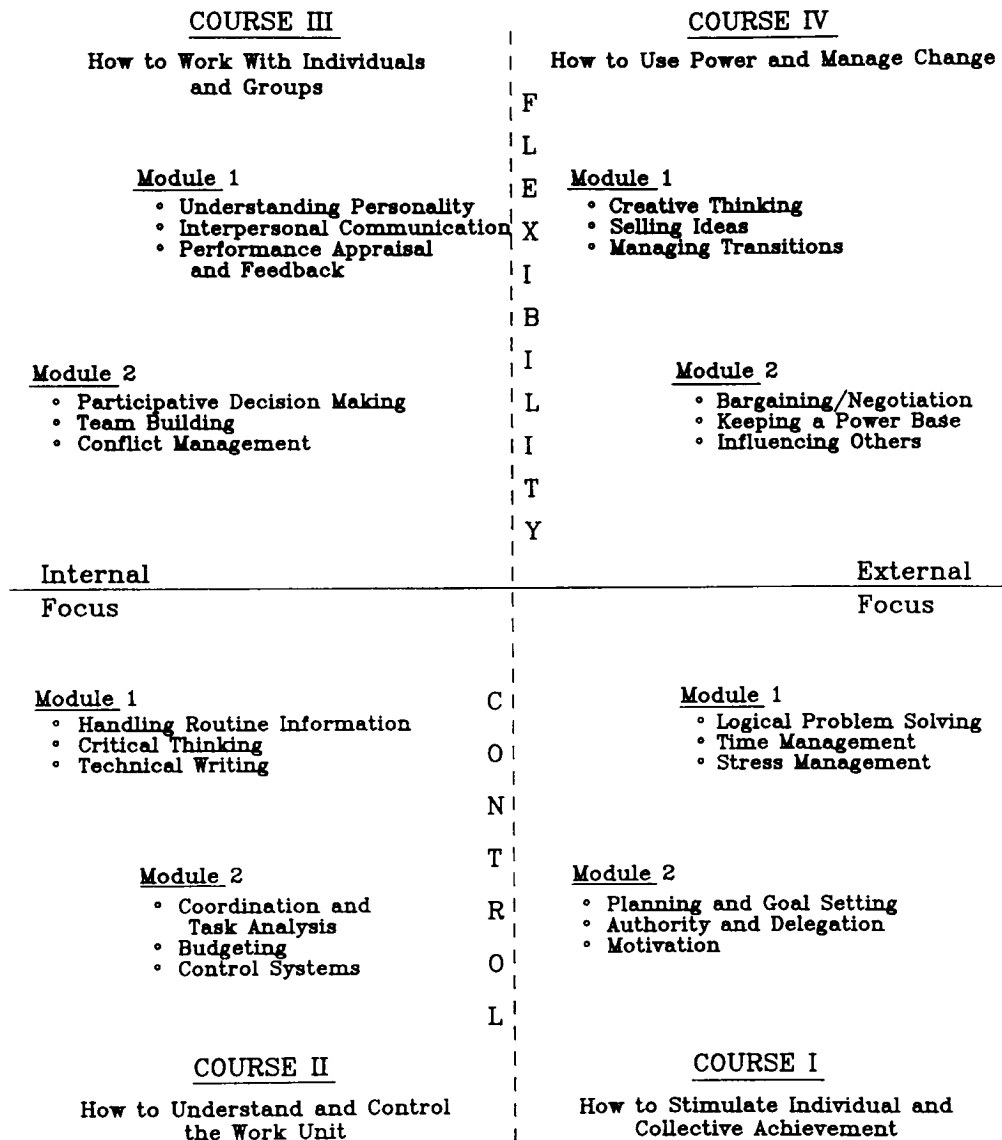 COURSE III
How to Work With Individuals
and Groups
Module 1
° Understanding Personality
° Interpersonal Communication
° Performance Appraisal
and Feedback
Module 2
° Participative Decision Making
° Team Building
° Conflict Management
COURSE IV
How to Use Power and Manage Change
Module 1
° Creative Thinking
° Selling Ideas
° Managing Transitions
Module 2
° Bargaining/Negotiation
° Keeping a Power Base
° Influencing Others
FLEXIBILITY
Internal
Focus
External
Focus
Module 1
° Handling Routine Information
° Critical Thinking
° Technical Writing
Module 2
° Coordination and
Task Analysis
° Budgeting
° Control Systems
COURSE II
How to Understand and Control
the Work Unit
CONTROL
Module 1
° Logical Problem Solving
° Time Management
° Stress Management
Module 2
° Planning and Goal Setting
° Authority and Delegation
° Motivation
COURSE I
How to Stimulate Individual and
Collective Achievement